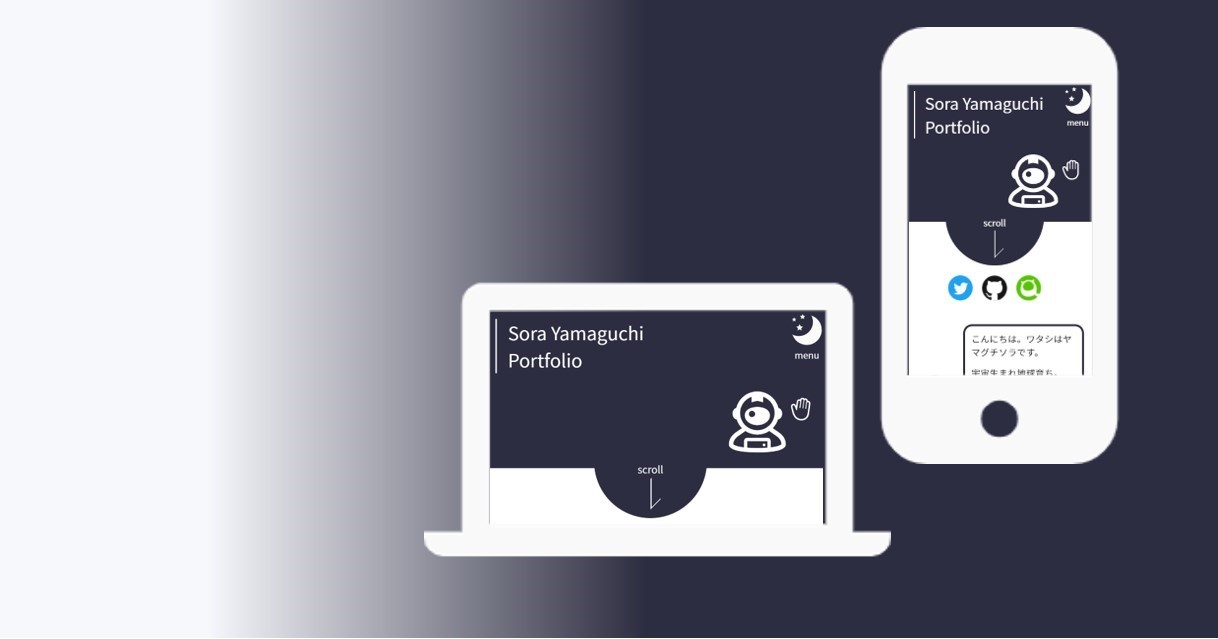 Sora Yamaguchi
Portfolio
menu
scroll
Sora Yamaguchi
Portfolio
menu
scroll
こんにちは。ワタシはヤ
マグチソラです。
宇宙生まれ地球育ち。